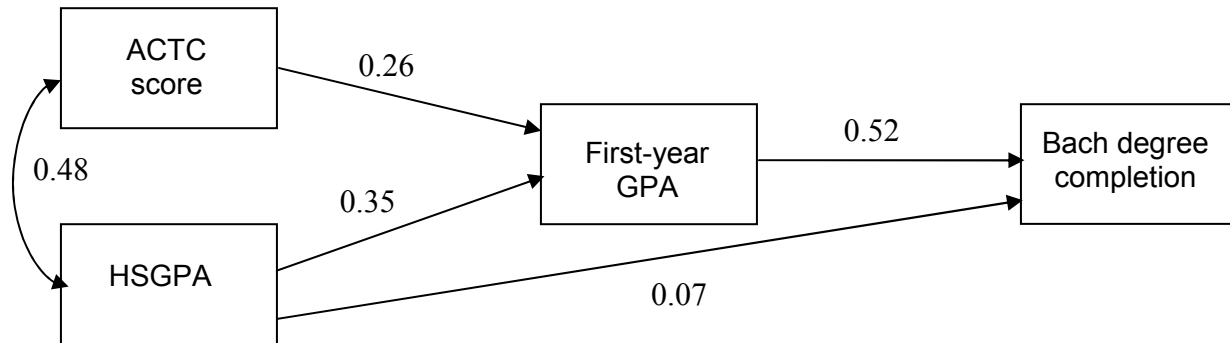 ACTC
score
0.26
0.48
First-year
GPA
0.52
Bach degree
completion
0.35
HSGPA
0.07